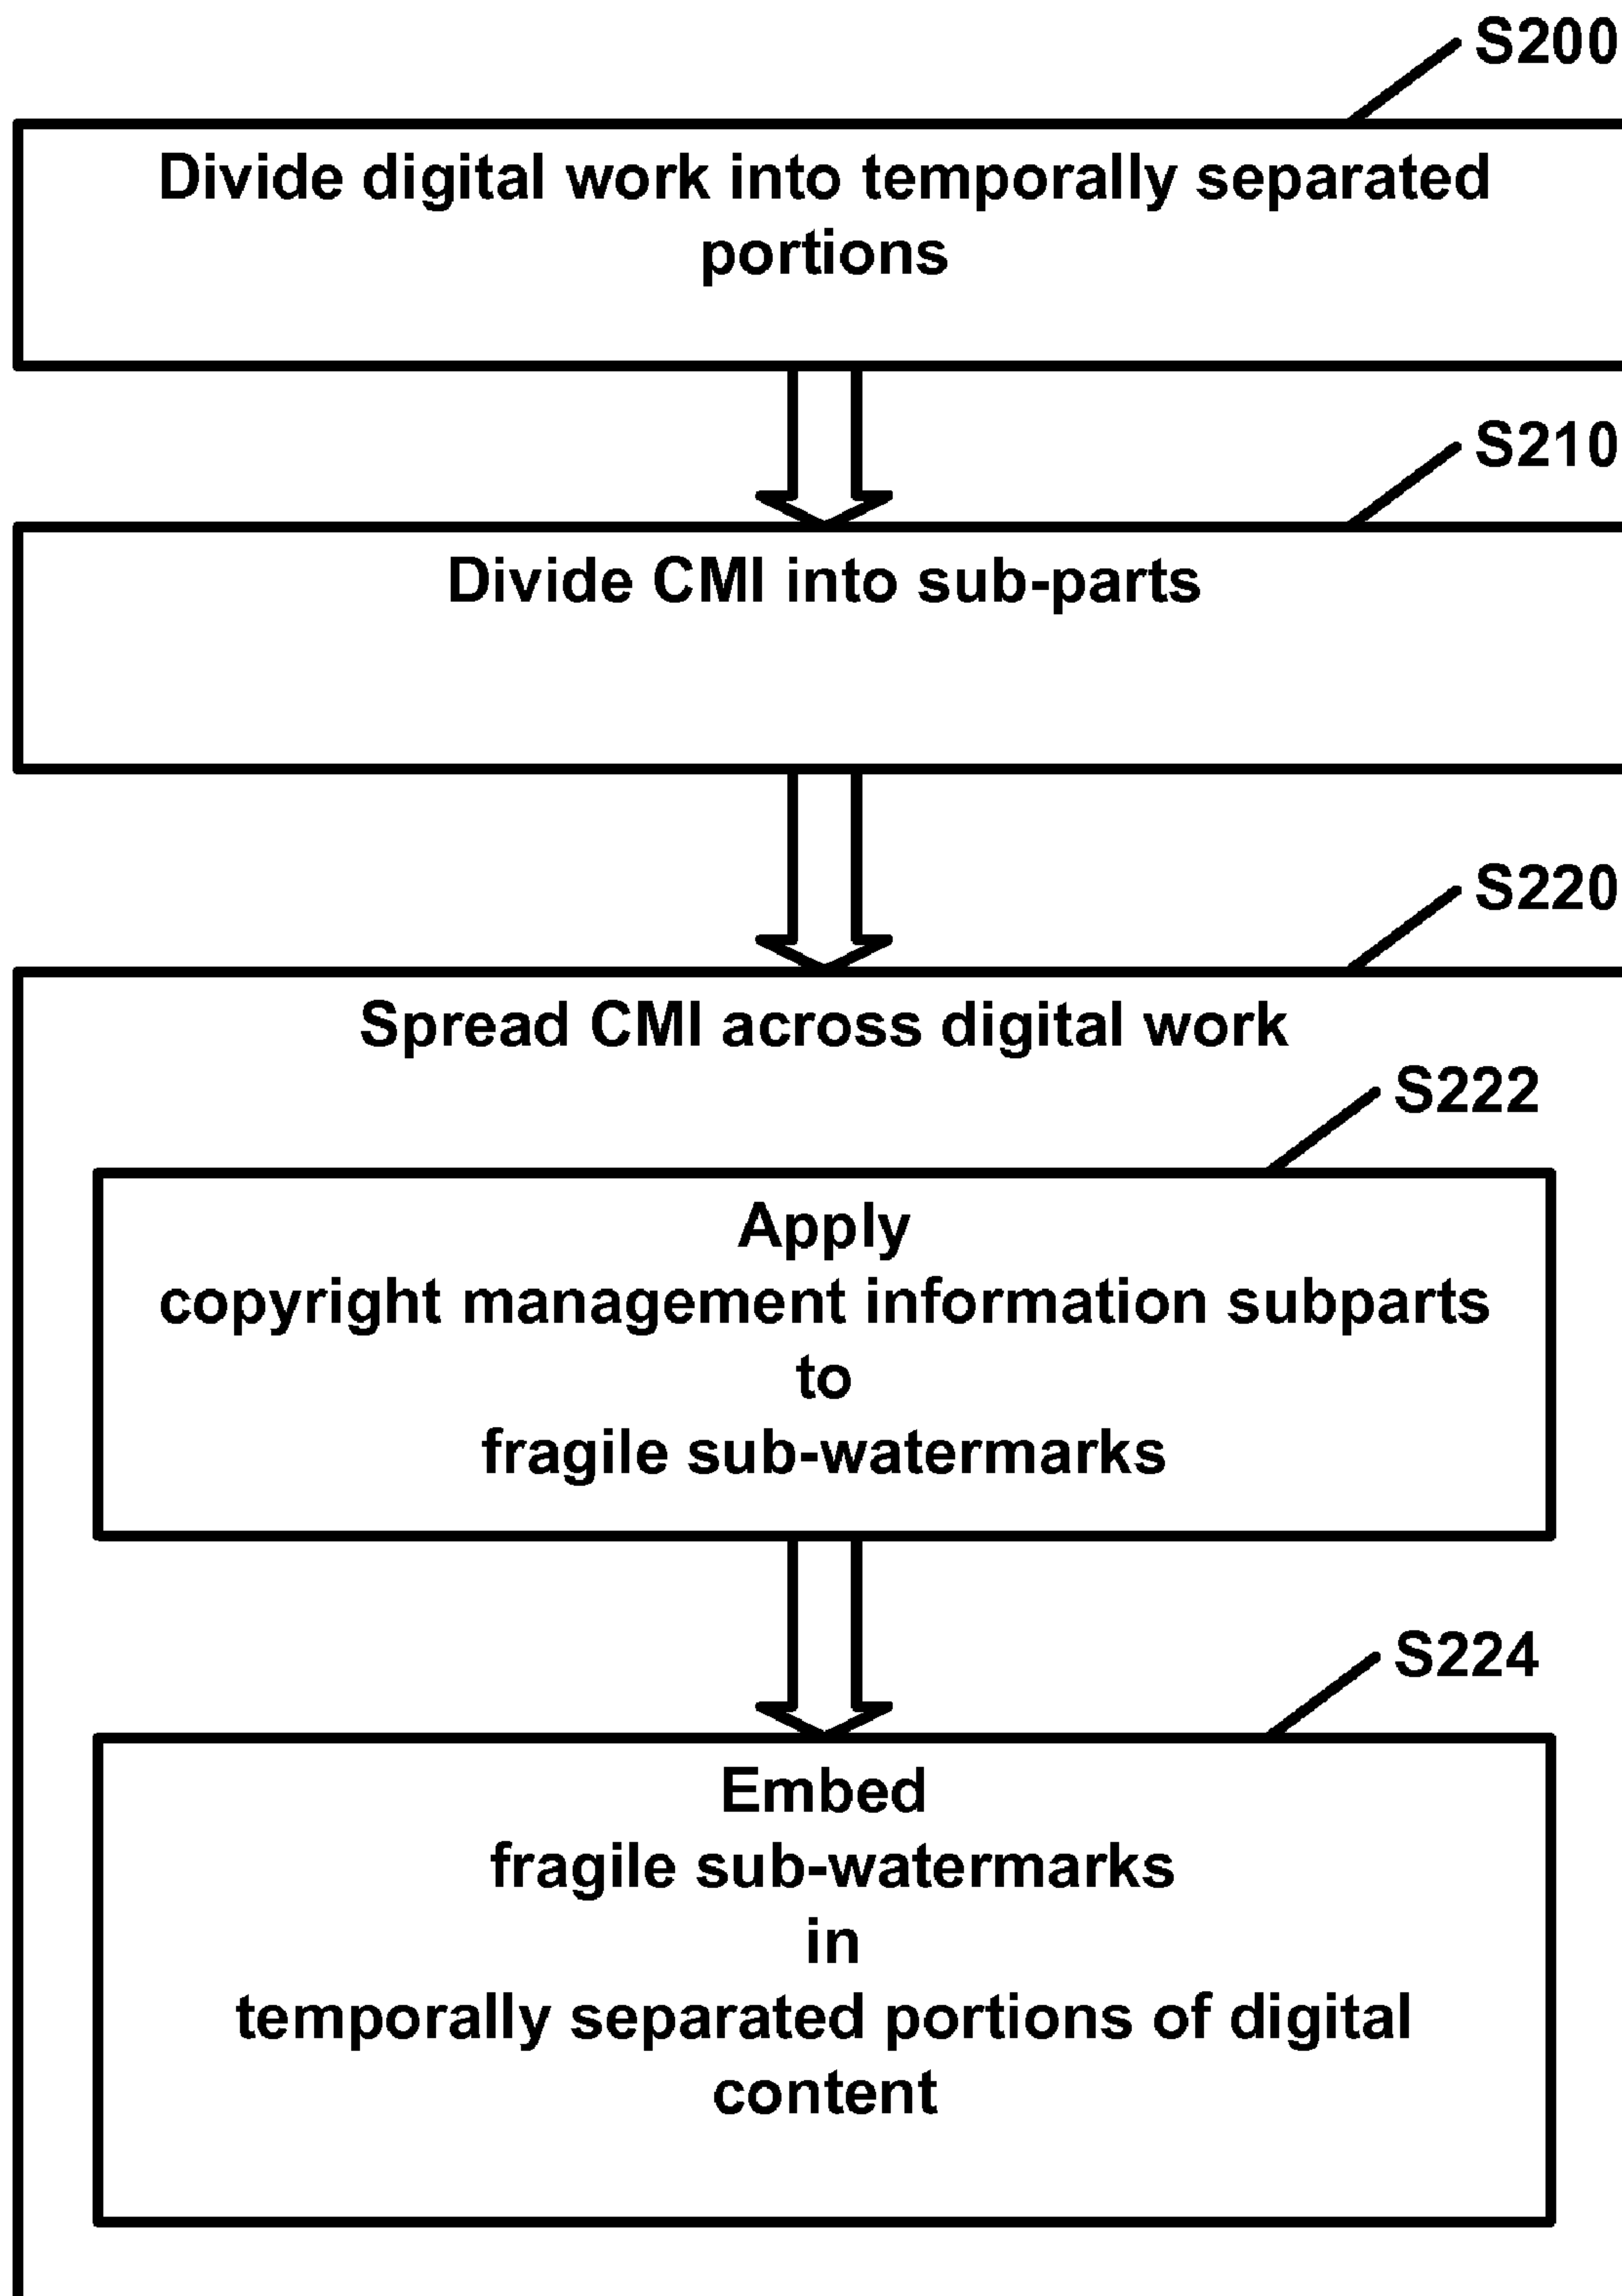 S200
Divide digital work into temporally separated
portions
S210
Divide CMI into sub-parts
S220
Spread CMI across digital work
S222
Apply
copyright management information subparts
to
fragile sub-watermarks
S224
Embed
fragile sub-watermarks
in
temporally separated portions of digital
content